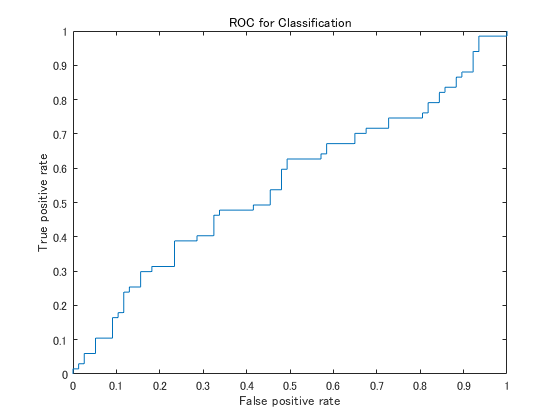 ROC for Classification
1
0.9
0.8
0.7
0.6
0.5
0.4
0.3
0.2
0.1
0
True positive rate
0 0.1 0.2 0.3 0.4 0.5 0.6 0.7 0.8 0.9 1
False positive rate